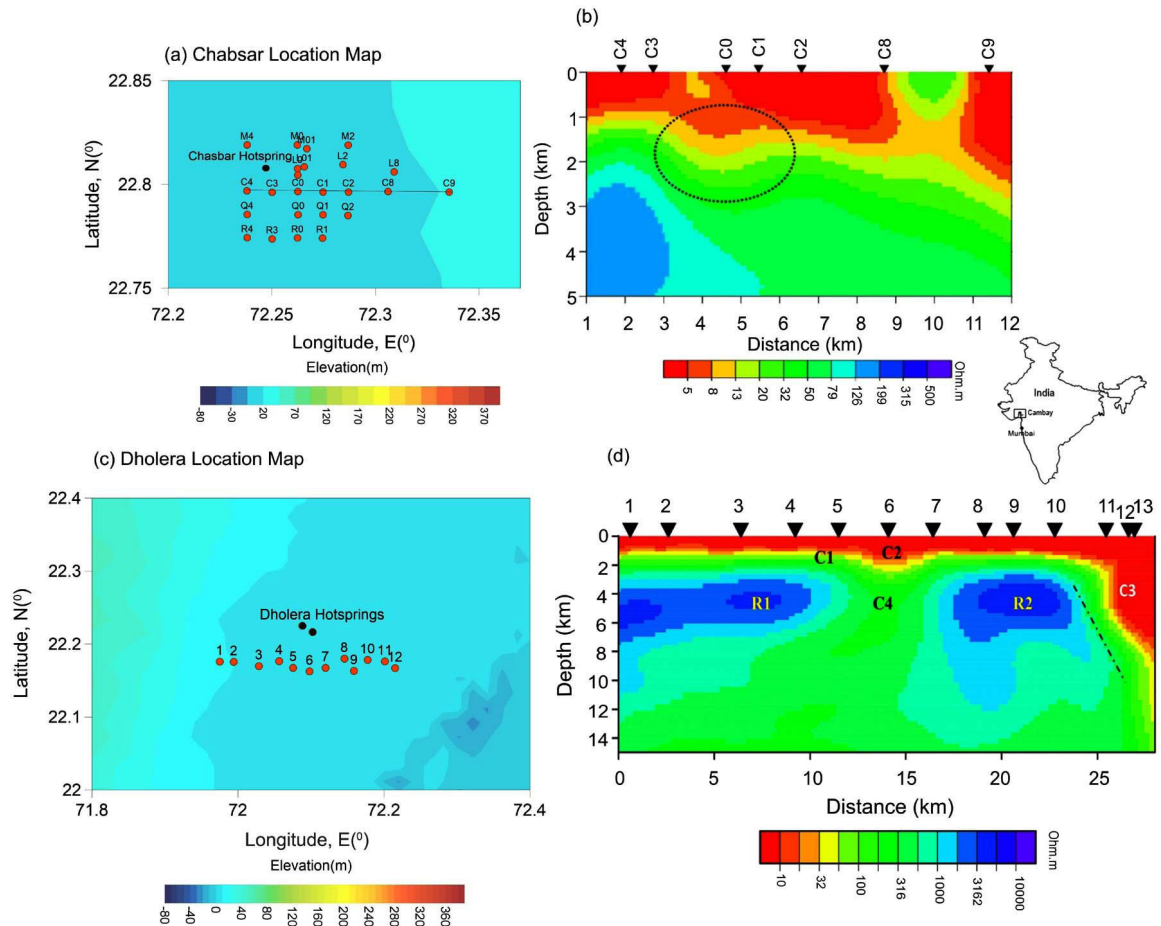 (a) Chabsar Location Map
22.85
22.8
22.75
Latitude, N(⁰)
M4 M0 M01 M2
Chasbar Hotspring
L0 L01 L2 L8
C4 C3 C0 C1 C2 C8 C9
Q4 Q0 Q1 Q2
R4 R3 R0 R1
72.2 72.25 72.3 72.35
Longitude, E(⁰)
Elevation(m)
-80 -30 20 70 120 170 220 270 320 370
(b)
C4 C3 C0 C1 C2 C8 C9
0
1
2
3
4
5
Depth (km)
1 2 3 4 5 6 7 8 9 10 11 12
Distance (km)
5 8 13 20 32 50 79 126 199 315 500 Ohm.m
India
Cambay
Mumbai
(c) Dholera Location Map
22.4
22.3
22.2
22.1
22
Latitude, N(⁰)
Dholera Hotsprings
1 2 3 4 5 6 7 8 9 10 11 12
71.8 72 72.2 72.4
Longitude, E(⁰)
Elevation(m)
-80 -40 0 40 80 120 160 200 240 280 320 360
(d)
1 2 3 4 5 6 7 8 9 10 11 12 13
0
2
4
6
8
10
12
14
Depth (km)
C1 C2 C3
R1 C4 R2
0 5 10 15 20 25
Distance (km)
10 32 100 316 1000 3162 10000 Ohm.m